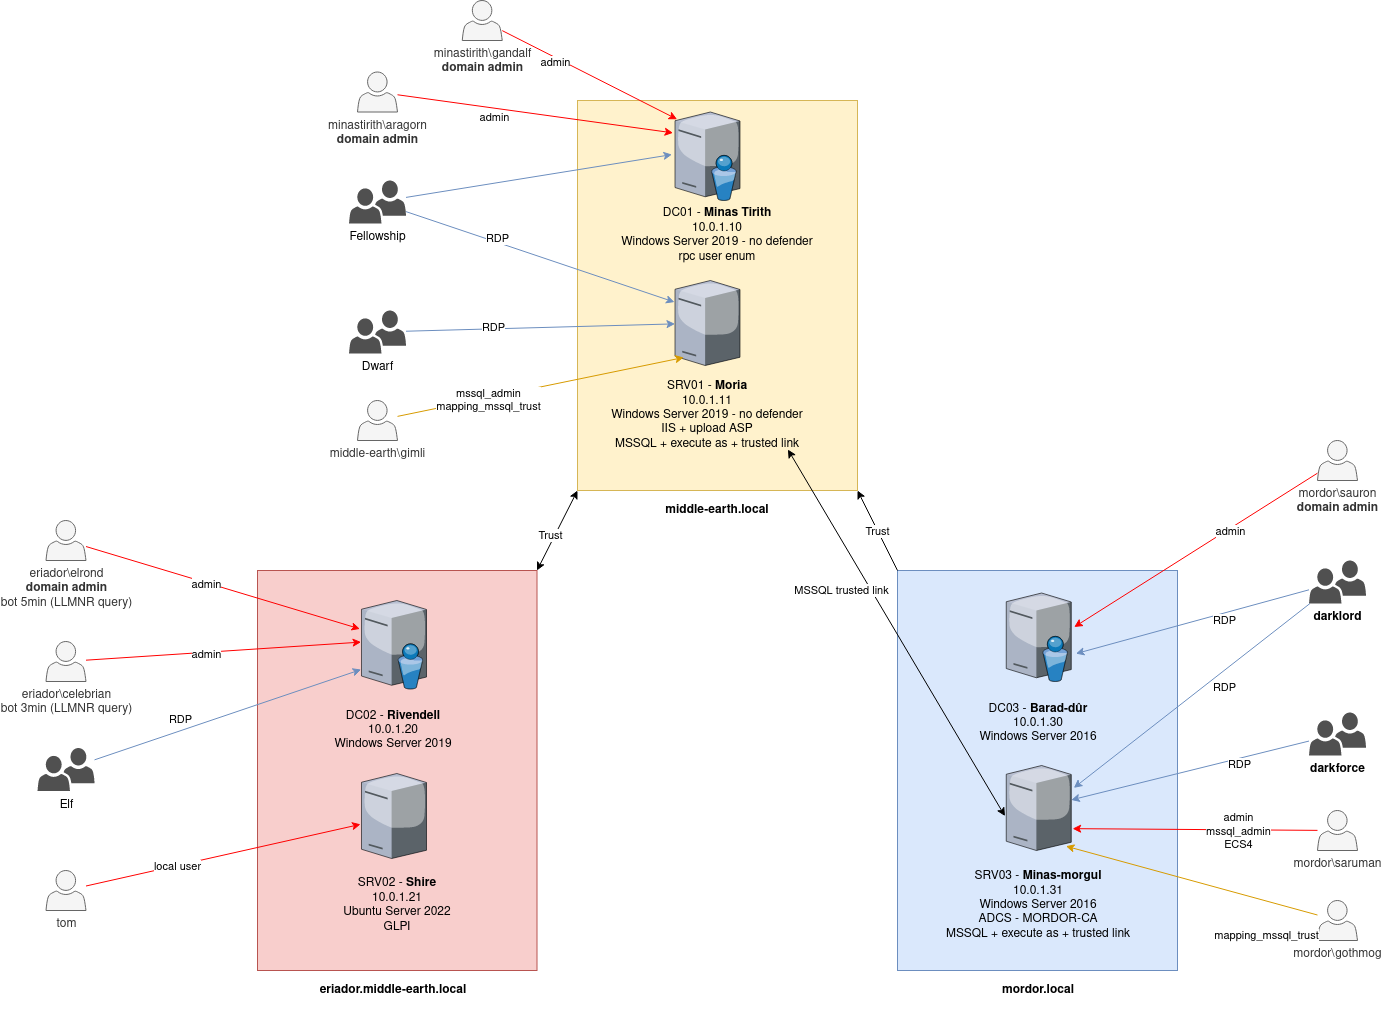 minastirith\gandalf
domain admin
admin
minastirith\aragorn
domain admin
admin
Fellowship
RDP
DC01 - Minas Tirith
10.0.1.10
Windows Server 2019 - no defender
rpc user enum
Dwarf
RDP
mssql_admin
mapping_mssql_trust
middle-earth\gimli
SRV01 - Moria
10.0.1.11
Windows Server 2019 - no defender
IIS + upload ASP
MSSQL + execute as + trusted link
middle-earth.local
Trust
Trust
MSSQL trusted link
eriador\elrond
domain admin
bot 5min (LLMNR query)
admin
eriador\celebrian
bot 3min (LLMNR query)
admin
RDP
Elf
DC02 - Rivendell
10.0.1.20
Windows Server 2019
tom
local user
SRV02 - Shire
10.0.1.21
Ubuntu Server 2022
GLPI
eriador.middle-earth.local
mordor\sauron
domain admin
admin
darklord
RDP
RDP
DC03 - Barad-dûr
10.0.1.30
Windows Server 2016
darkforce
RDP
admin
mssql_admin
ECS4
mordor\saruman
SRV03 - Minas-morgul
10.0.1.31
Windows Server 2016
ADCS - MORDOR-CA
MSSQL + execute as + trusted link
mapping_mssql_trust
mordor\gothmog
mordor.local